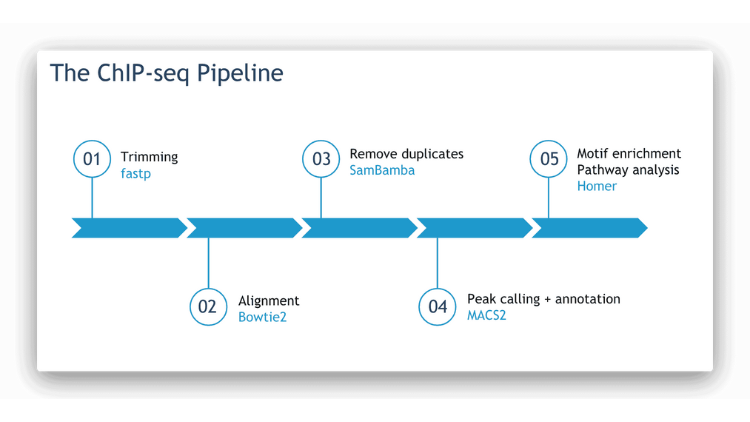 The ChIP-seq Pipeline
01
Trimming
fastp
02
Alignment
Bowtie2
03
Remove duplicates
SamBamba
04
Peak calling + annotation
MACS2
05
Motif enrichment
Pathway analysis
Homer